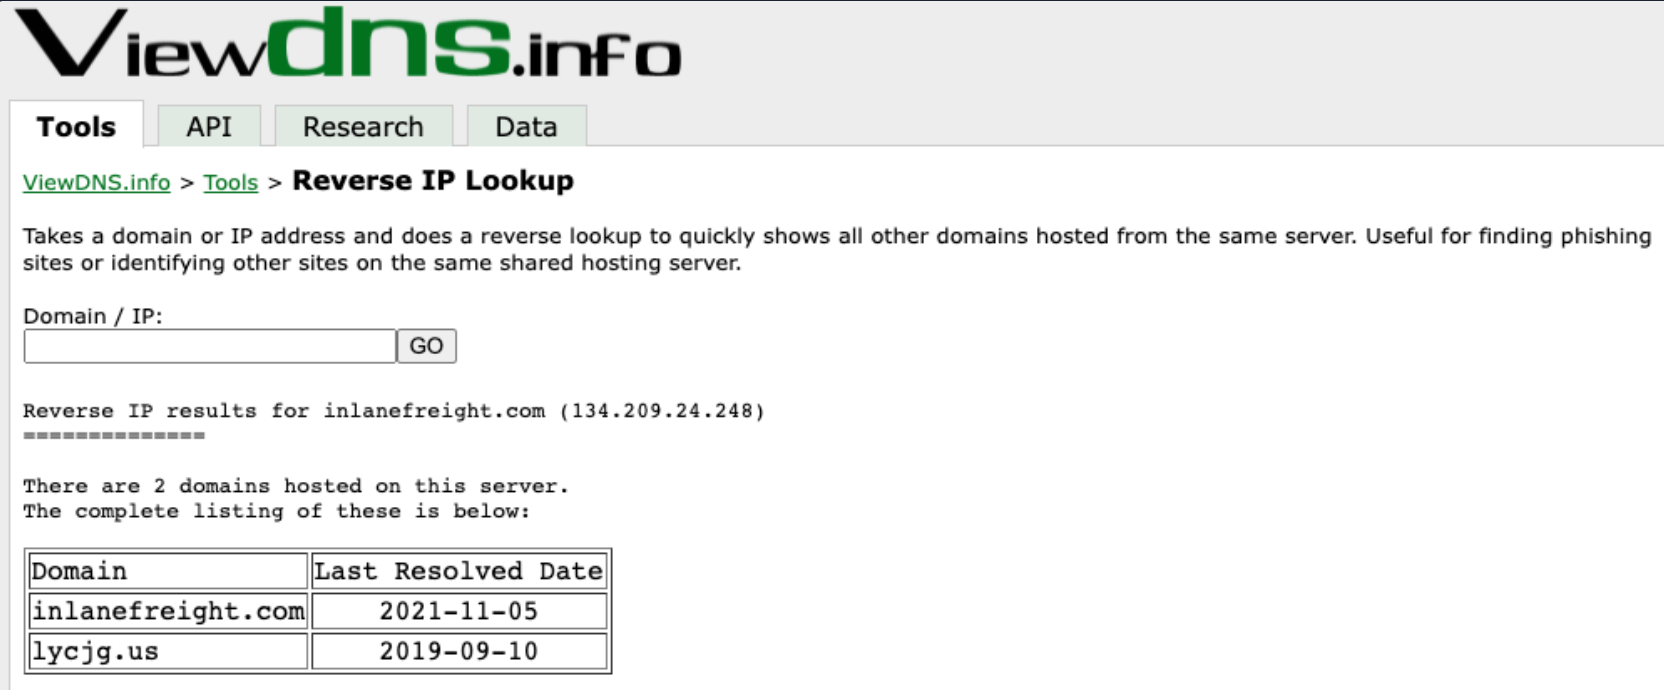 Viewdns.info
Tools API Research Data
ViewDNS.info > Tools > Reverse IP Lookup
Takes a domain or IP address and does a reverse lookup to quickly shows all other domains hosted from the same server. Useful for finding phishing
sites or identifying other sites on the same shared hosting server.
Domain / IP:
GO
Reverse IP results for inlanefreight.com (134.209.24.248)
==============
There are 2 domains hosted on this server.
The complete listing of these is below:
Domain Last Resolved Date
inlanefreight.com 2021-11-05
lycjg.us 2019-09-10